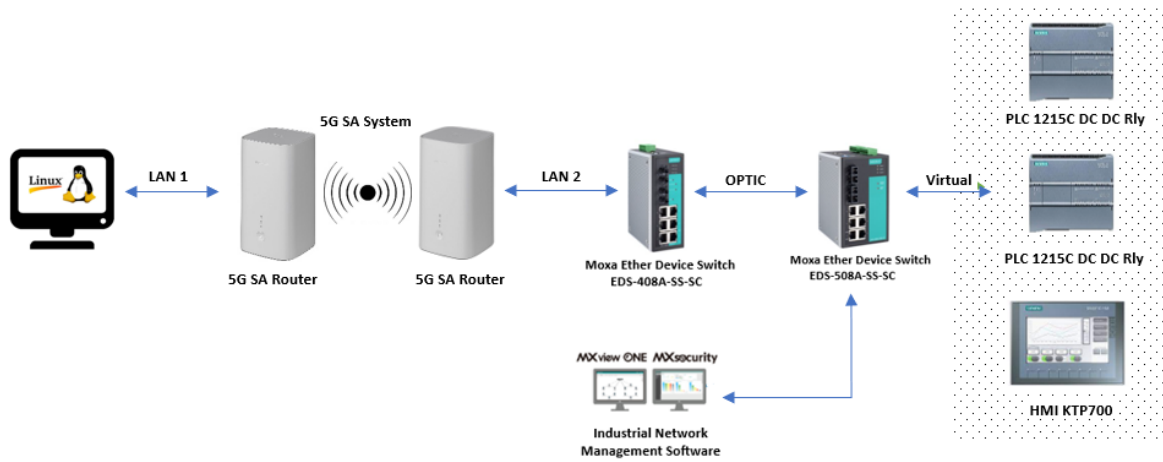 5G SA System
Linux
LAN 1
LAN 2
OPTIC
Virtual
5G SA Router
5G SA Router
Moxa Ether Device Switch
EDS-408A-SS-SC
Moxa Ether Device Switch
EDS-508A-SS-SC
PLC 1215C DC DC Rly
PLC 1215C DC DC Rly
HMI KTP700
MXview ONE MXsecurity
Industrial Network
Management Software